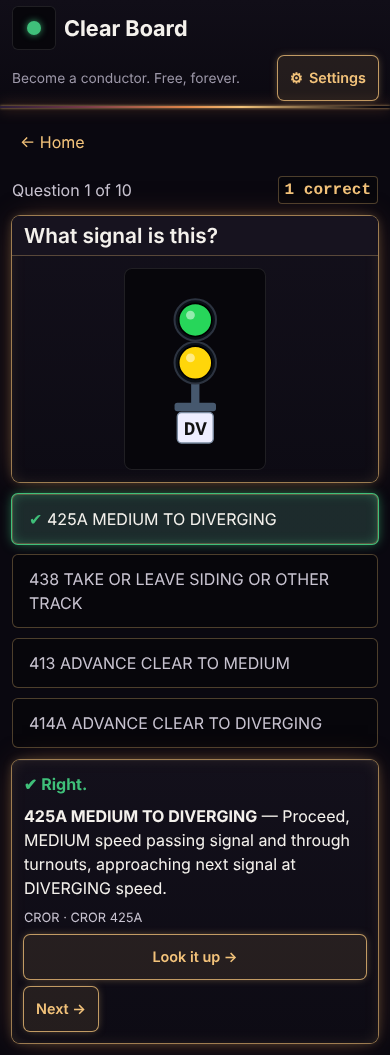 Clear Board
Become a conductor. Free, forever.
⚙ Settings
← Home
Question 1 of 10
1 correct
What signal is this?
DV
✔ 425A MEDIUM TO DIVERGING
438 TAKE OR LEAVE SIDING OR OTHER
TRACK
413 ADVANCE CLEAR TO MEDIUM
414A ADVANCE CLEAR TO DIVERGING
✔ Right.
425A MEDIUM TO DIVERGING — Proceed,
MEDIUM speed passing signal and through
turnouts, approaching next signal at
DIVERGING speed.
CROR · CROR 425A
Look it up →
Next →